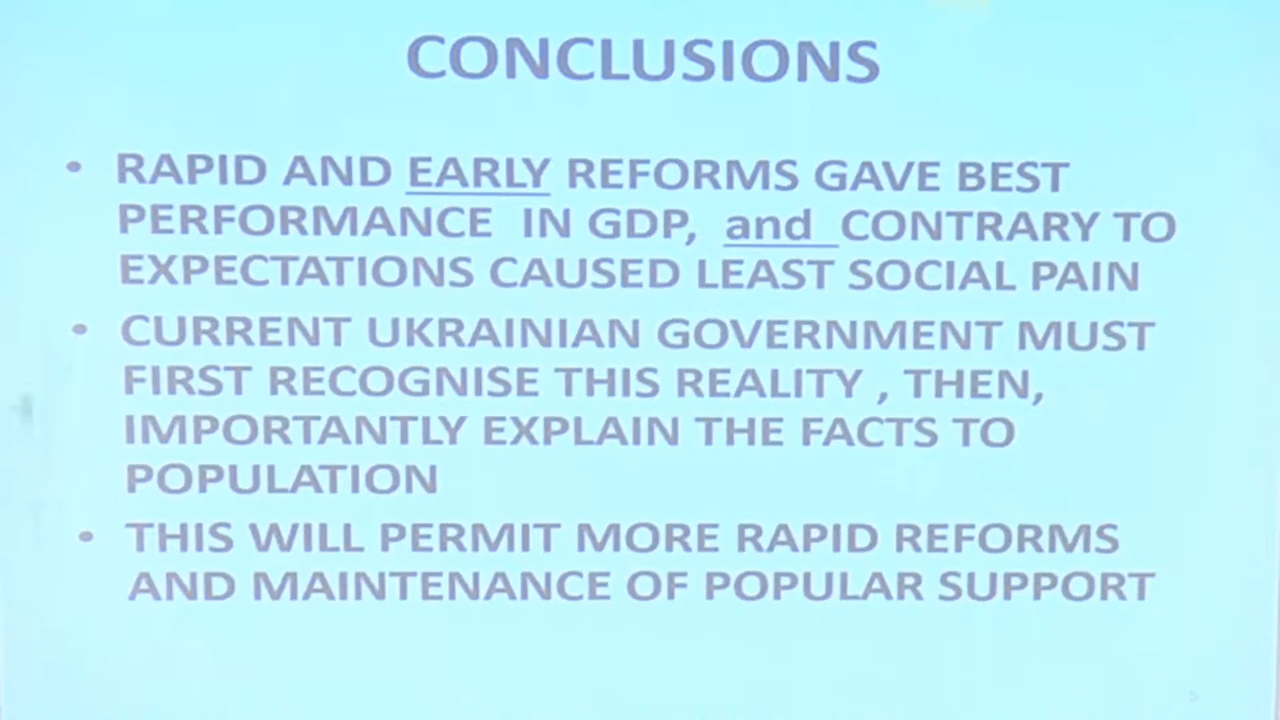 CONCLUSIONS
• RAPID AND EARLY REFORMS GAVE BEST
PERFORMANCE IN GDP, and CONTRARY TO
EXPECTATIONS CAUSED LEAST SOCIAL PAIN
• CURRENT UKRAINIAN GOVERNMENT MUST
FIRST RECOGNISE THIS REALITY , THEN,
IMPORTANTLY EXPLAIN THE FACTS TO
POPULATION
• THIS WILL PERMIT MORE RAPID REFORMS
AND MAINTENANCE OF POPULAR SUPPORT
5